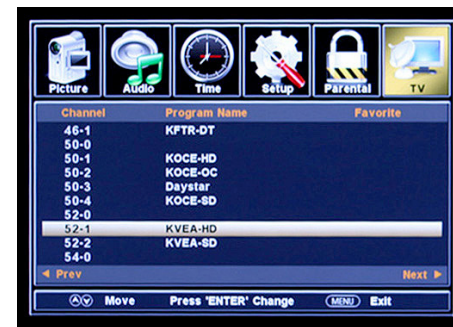 Picture Audio Time Setup Parental TV
Channel Program Name Favorite
46-1 KFTR-DT
50-0
50-1 KOCE-HD
50-2 KOCE-OC
50-3 Daystar
50-4 KOCE-SD
52-0
52-1 KVEA-HD
52-2 KVEA-SD
54-0
Prev Next
Move Press 'ENTER' Change MENU Exit